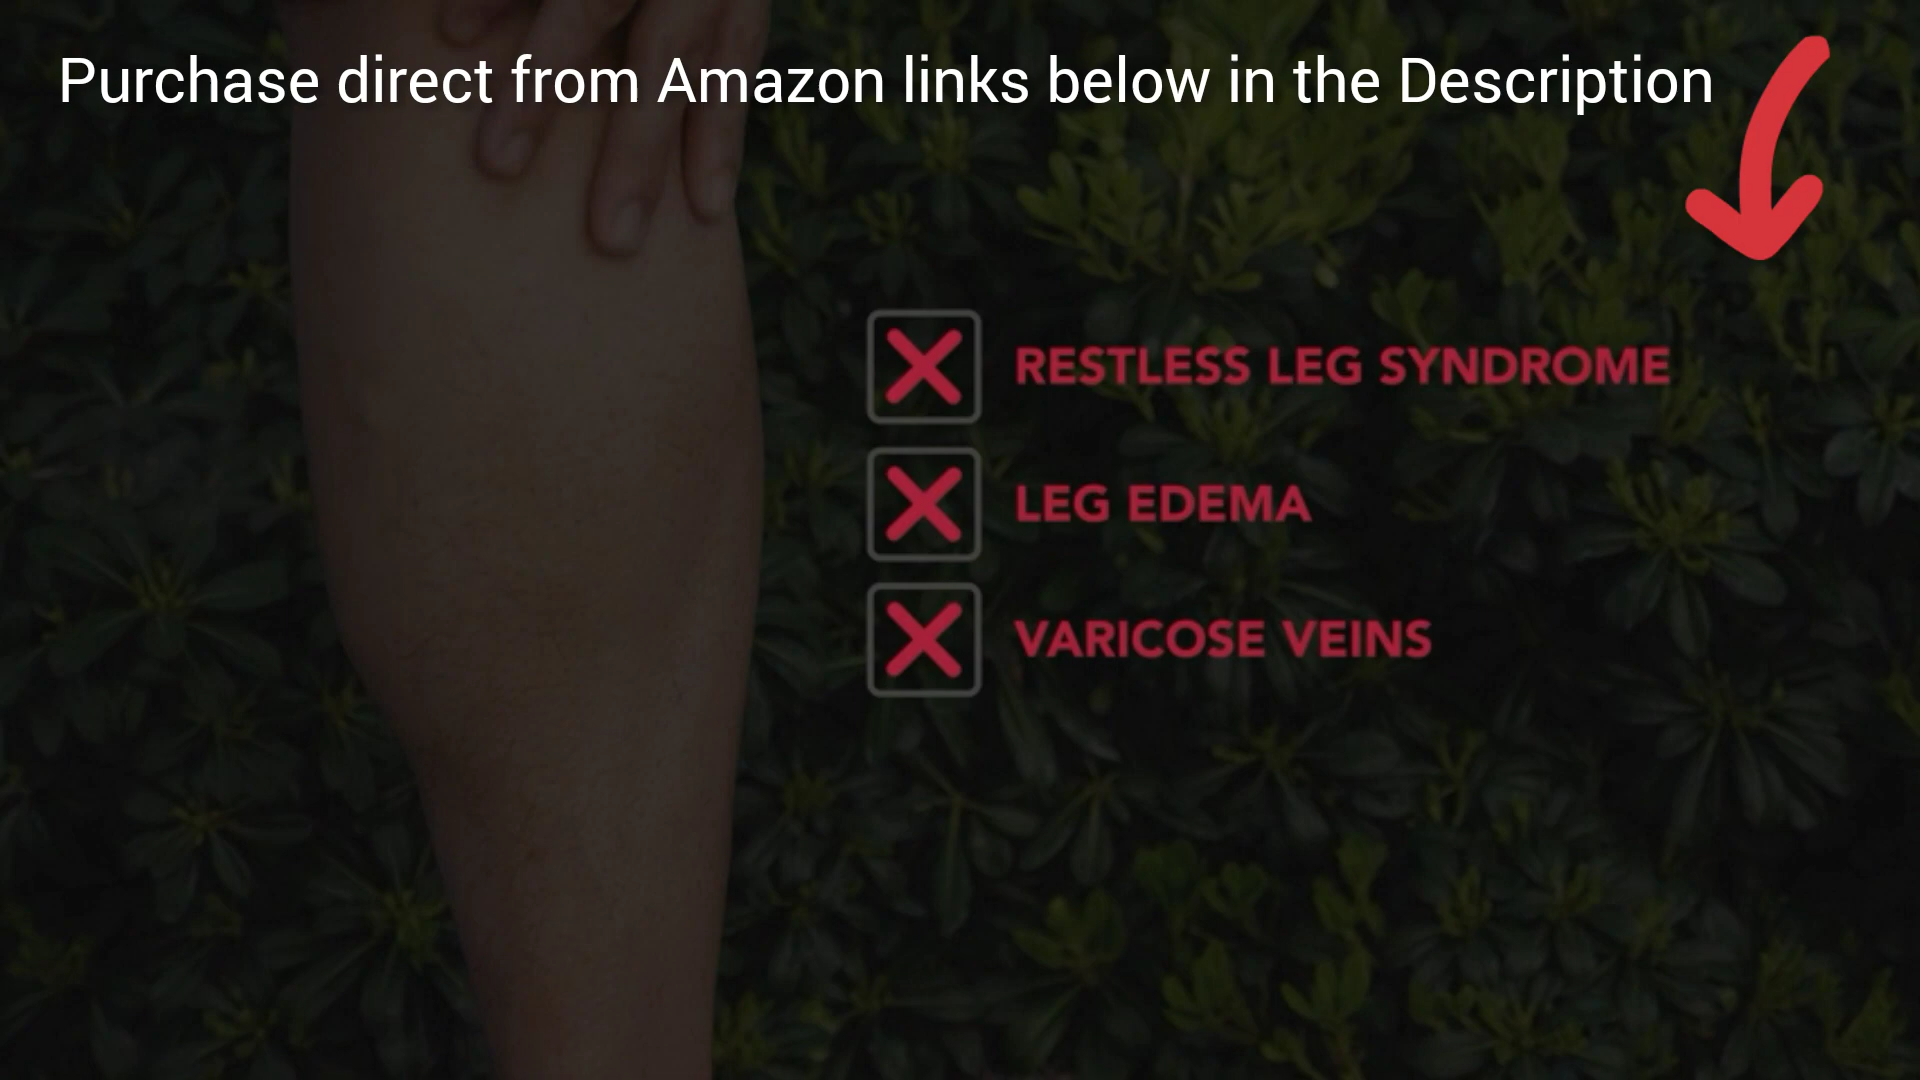 Purchase direct from Amazon links below in the Description
RESTLESS LEG SYNDROME
LEG EDEMA
VARICOSE VEINS